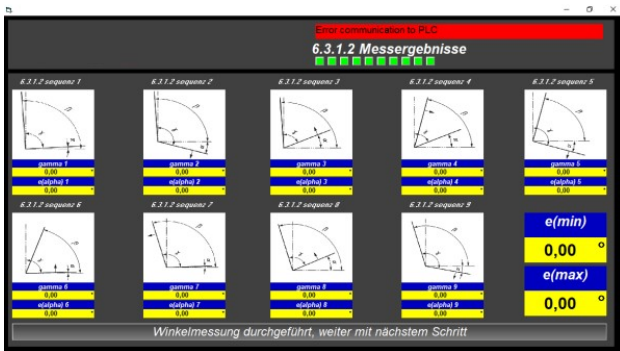 Error communication to PLC
6.3.1.2 Messergebnisse
6.3.1.2 sequenz 1
6.3.1.2 sequenz 2
6.3.1.2 sequenz 3
6.3.1.2 sequenz 4
6.3.1.2 sequenz 5
gamma 1
gamma 2
gamma 3
gamma 4
gamma 5
0,00 °
0,00 °
0,00 °
0,00 °
0,00 °
e(alpha) 1
e(alpha) 2
e(alpha) 3
e(alpha) 4
e(alpha) 5
0,00 °
0,00 °
0,00 °
0,00 °
0,00 °
6.3.1.2 sequenz 6
6.3.1.2 sequenz 7
6.3.1.2 sequenz 8
6.3.1.2 sequenz 9
gamma 6
gamma 7
gamma 8
gamma 9
0,00 °
0,00 °
0,00 °
0,00 °
e(alpha) 6
e(alpha) 7
e(alpha) 8
e(alpha) 9
0,00 °
0,00 °
0,00 °
0,00 °
e(min)
0,00 °
e(max)
0,00 °
Winkelmessung durchgeführt, weiter mit nächstem Schritt